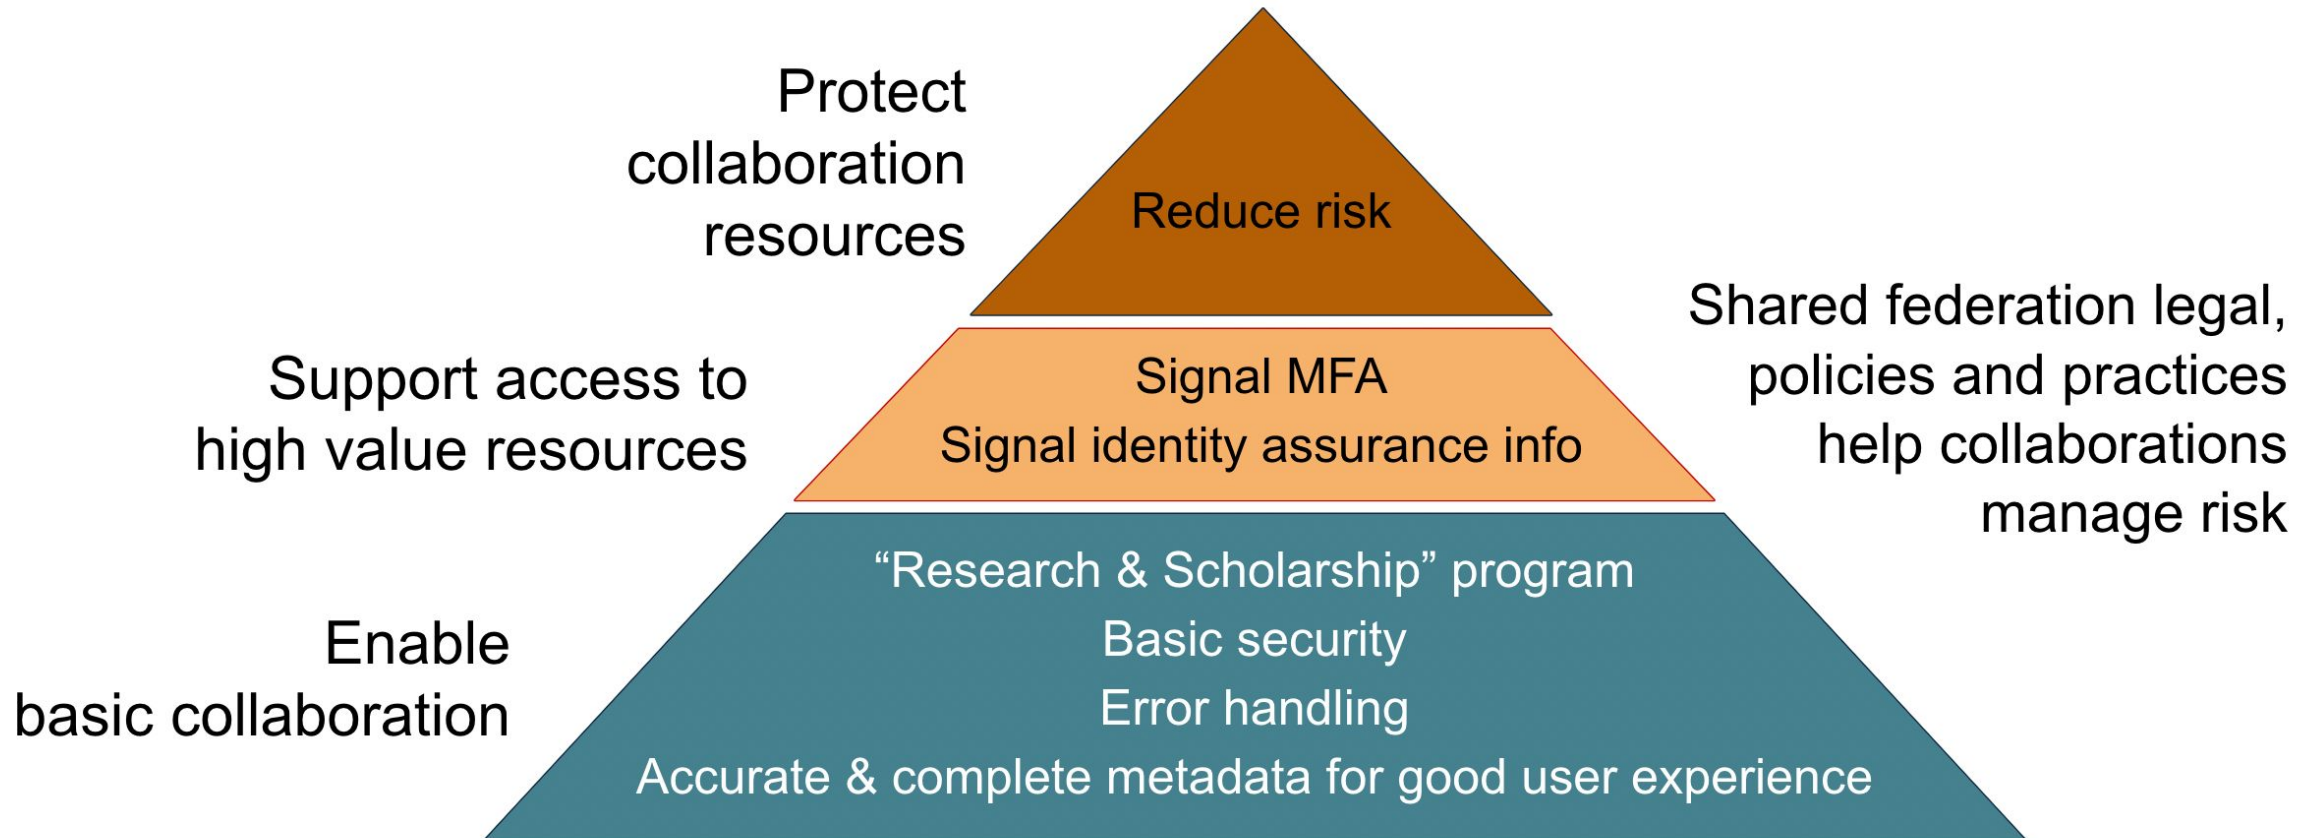 Protect
collaboration
resources
Reduce risk
Support access to
high value resources
Signal MFA
Signal identity assurance info
Shared federation legal,
policies and practices
help collaborations
manage risk
Enable
basic collaboration
“Research & Scholarship” program
Basic security
Error handling
Accurate & complete metadata for good user experience